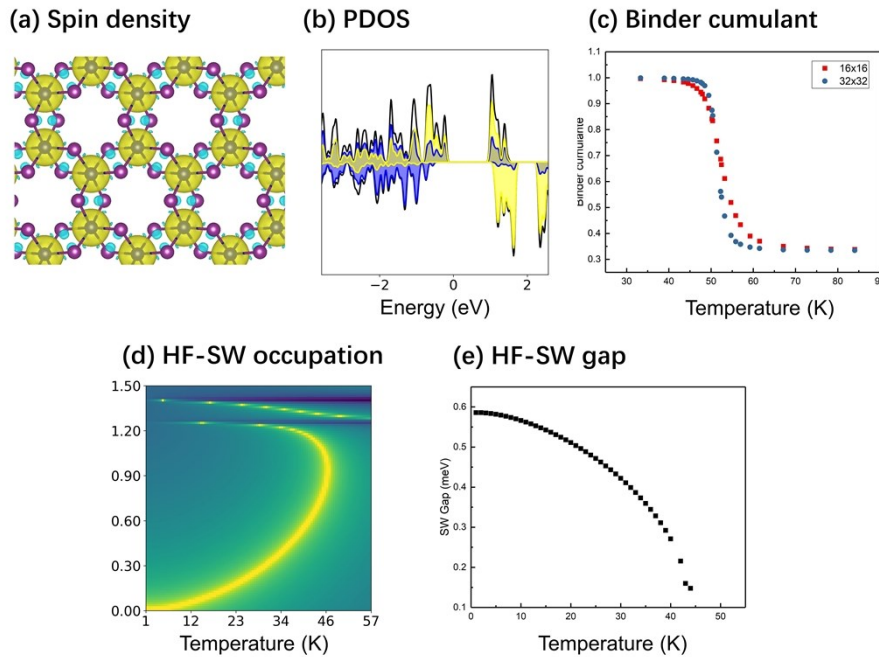 (a) Spin density
(b) PDOS
−2 0 2
Energy (eV)
(c) Binder cumulant
1.0
0.9
0.8
0.7
0.6
0.5
0.4
0.3
Binder cumulante
16x16
32x32
30 40 50 60 70 80 90
Temperature (K)
(d) HF-SW occupation
1.50
1.20
0.90
0.60
0.30
0.00
1 12 23 34 46 57
Temperature (K)
(e) HF-SW gap
0.6
0.5
0.4
0.3
0.2
0.1
SW Gap (meV)
0 10 20 30 40 50
Temperature (K)